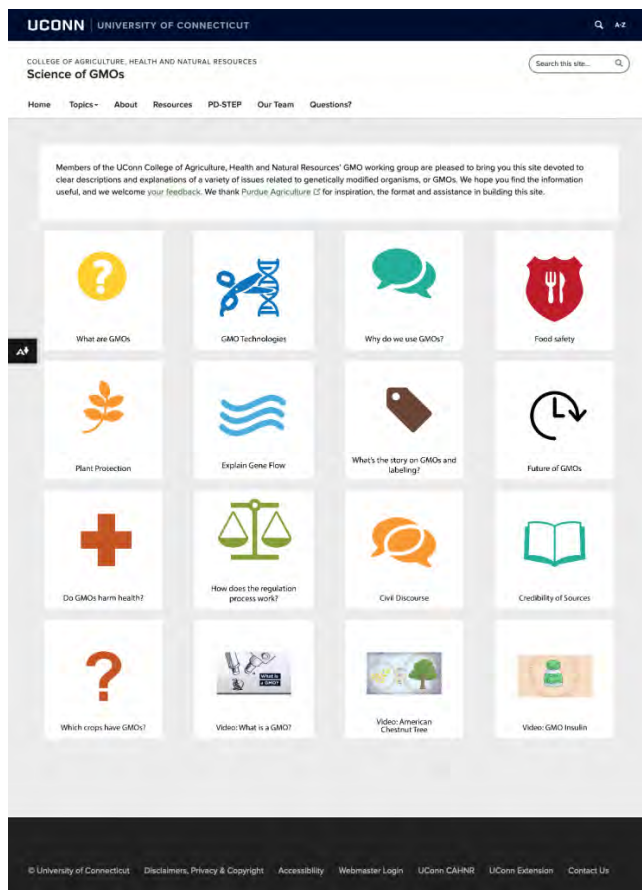 UCONN | UNIVERSITY OF CONNECTICUT
A-Z
COLLEGE OF AGRICULTURE, HEALTH AND NATURAL RESOURCES
Science of GMOs
Search this site...
Home Topics About Resources PD-STEP Our Team Questions?
Members of the UConn College of Agriculture, Health and Natural Resources' GMO working group are pleased to bring you this site devoted to
clear descriptions and explanations of a variety of issues related to genetically modified organisms, or GMOs. We hope you find the information
useful, and we welcome your feedback. We thank Purdue Agriculture for inspiration, the format and assistance in building this site.
What are GMOs
GMO Technologies
Why do we use GMOs?
Food safety
Plant Protection
Explain Gene Flow
What's the story on GMOs and
labeling?
Future of GMOs
Do GMOs harm health?
How does the regulation
process work?
Civil Discourse
Credibility of Sources
Which crops have GMOs?
What is
a GMO?
Video: What is a GMO?
Video: American
Chestnut Tree
Video: GMO Insulin
© University of Connecticut Disclaimers, Privacy & Copyright Accessibility Webmaster Login UConn CAHNR UConn Extension Contact Us